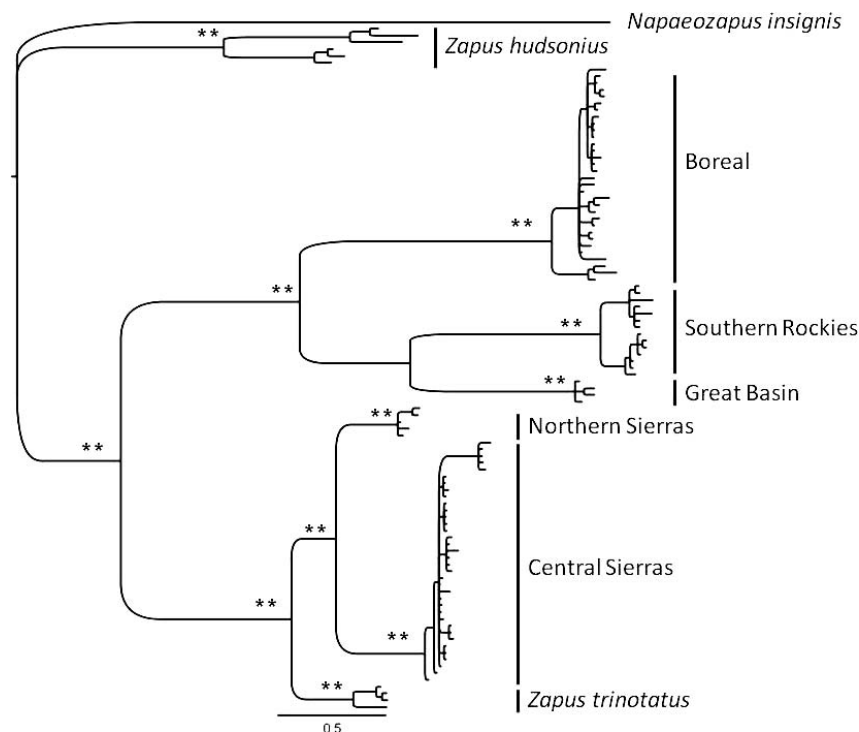 Napaeozapus insignis
**
Zapus hudsonius
Boreal
**
**
Southern Rockies
**
**
Great Basin
**
Northern Sierras
**
**
Central Sierras
**
**
**
Zapus trinotatus
0.5